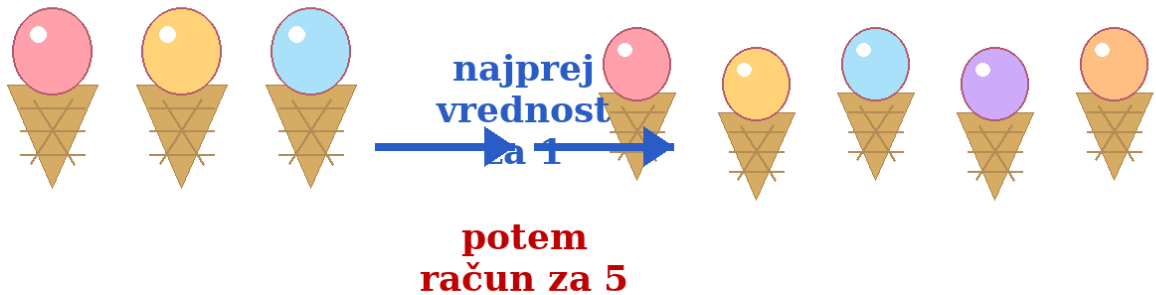 najprej
vrednost
za 1
potem
račun za 5